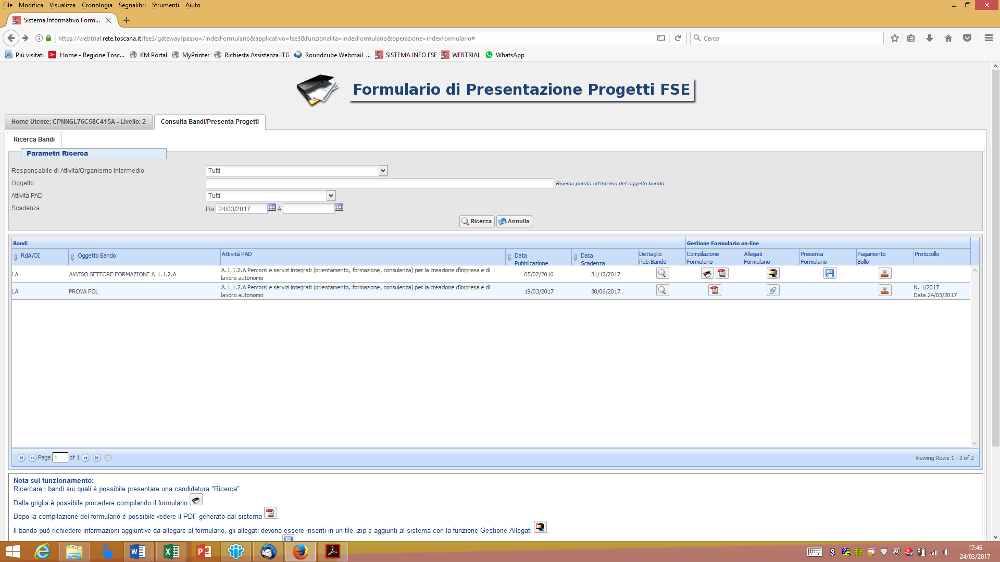 File Modifica Visualizza Cronologia Segnalibri Strumenti Aiuto
Sistema Informativo Form...
https://webtrial.rete.toscana.it/fse3/gateway?passo=/indexFormulario&applicativo=fse3&funzionalita=indexFormulario&operazione=indexFormulario#
Cerca
Più visitati Home - Regione Tosc... KM Portal MyPrinter Richiesta Assistenza ITG Roundcube Webmail ... SISTEMA INFO FSE WEBTRIAL WhatsApp
Formulario di Presentazione Progetti FSE
Home Utente: CPNNGL76C58C415A - Livello: 2 Consulta Bandi/Presenta Progetti
Ricerca Bandi
Parametri Ricerca
Responsabile di Attività/Organismo Intermedio Tutti
Oggetto Ricerca parola all'interno del oggetto bando
Attività PAD Tutti
Scadenza Da 24/03/2017 A
Ricerca Annulla
Bandi Gestione Formulario on-line
RdA/OI Oggetto Bando Attività PAD Data Pubblicazione Data Scadenza Dettaglio Pub.Bando Compilazione Formulario Allegati Formulario Presenta Formulario Pagamento Bollo Protocollo
LA AVVISO SETTORE FORMAZIONE A.1.1.2.A A.1.1.2.A Percorsi e servizi integrati (orientamento, formazione, consulenza) per la creazione d'impresa e di lavoro autonomo 05/02/2016 31/12/2017
LA PROVA FOL A.1.1.2.A Percorsi e servizi integrati (orientamento, formazione, consulenza) per la creazione d'impresa e di lavoro autonomo 19/03/2017 30/06/2017 N. 1/2017 Data 24/03/2017
Page 1 of 1 Viewing Rows 1 - 2 of 2
Nota sul funzionamento:
Ricercare i bandi sui quali è possibile presentare una candidatura "Ricerca".
Dalla griglia è possibile procedere compilando il formulario .
Dopo la compilazione del formulario è possibile vedere il PDF generato dal sistema .
Il bando può richiedere informazioni aggiuntive da allegare al formulario, gli allegati devono essere inseriti in un file .zip e aggiunti al sistema con la funzione Gestione Allegati .
17:46
24/03/2017